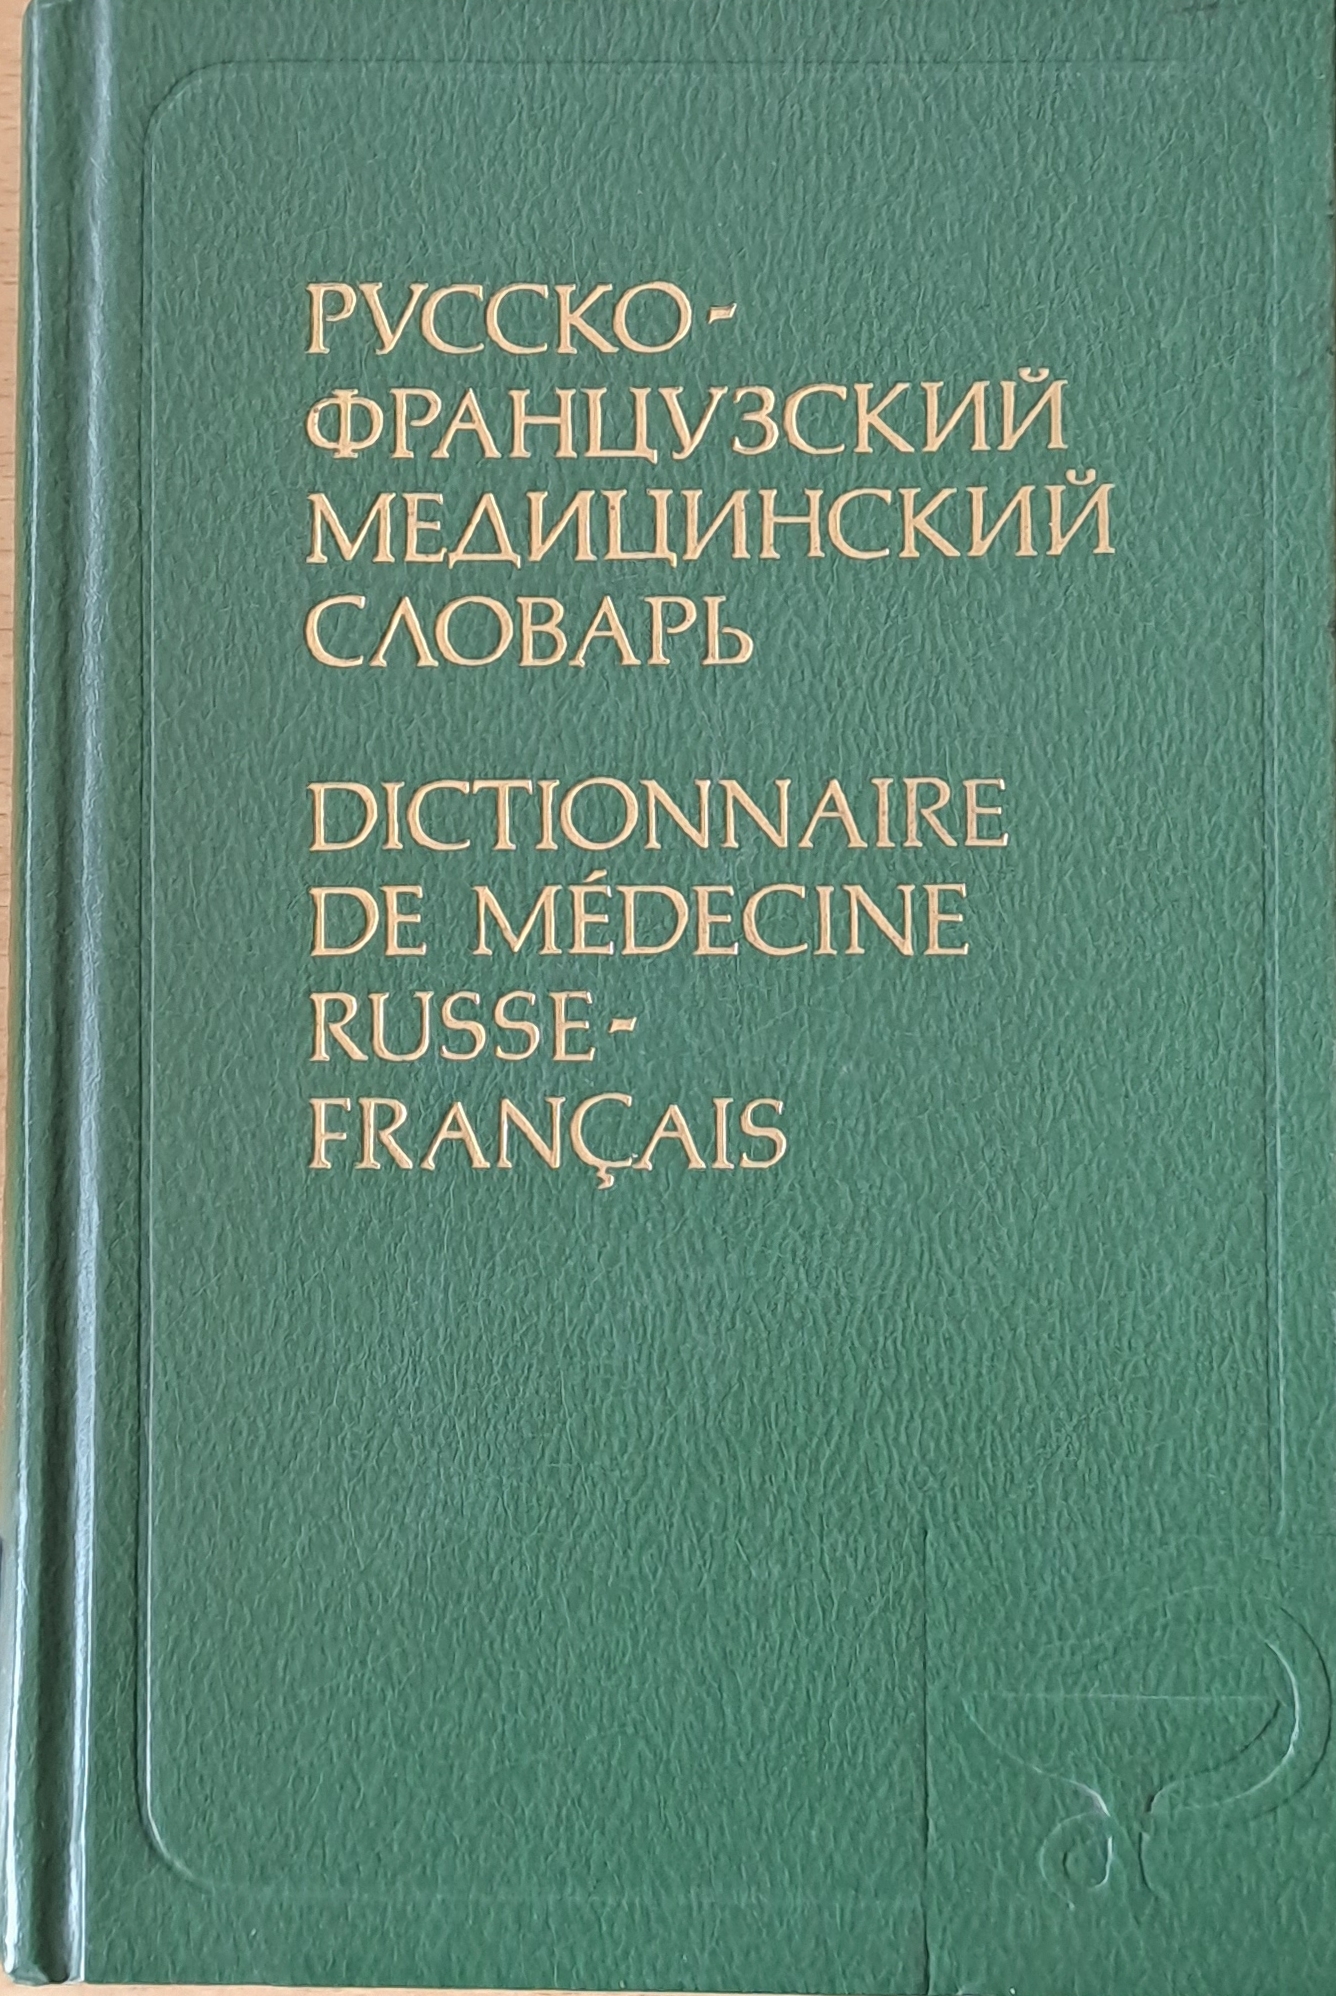 РУССКО-
ФРАНЦУЗСКИЙ
МЕДИЦИНСКИЙ
СЛОВАРЬ
DICTIONNAIRE
DE MÉDECINE
RUSSE-
FRANÇAIS